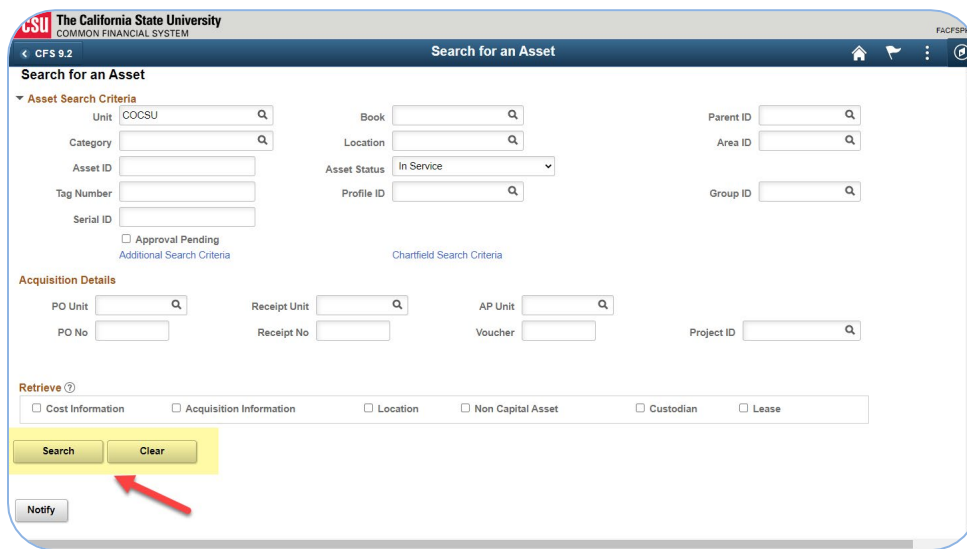 CSU The California State University
COMMON FINANCIAL SYSTEM
CFS 9.2 Search for an Asset
Search for an Asset
Asset Search Criteria
Unit COCSU Book Parent ID
Category Location Area ID
Asset ID Asset Status In Service
Tag Number Profile ID Group ID
Serial ID
Approval Pending
Additional Search Criteria Chartfield Search Criteria
Acquisition Details
PO Unit Receipt Unit AP Unit
PO No Receipt No Voucher Project ID
Retrieve ?
Cost Information Acquisition Information Location Non Capital Asset Custodian Lease
Search Clear
Notify